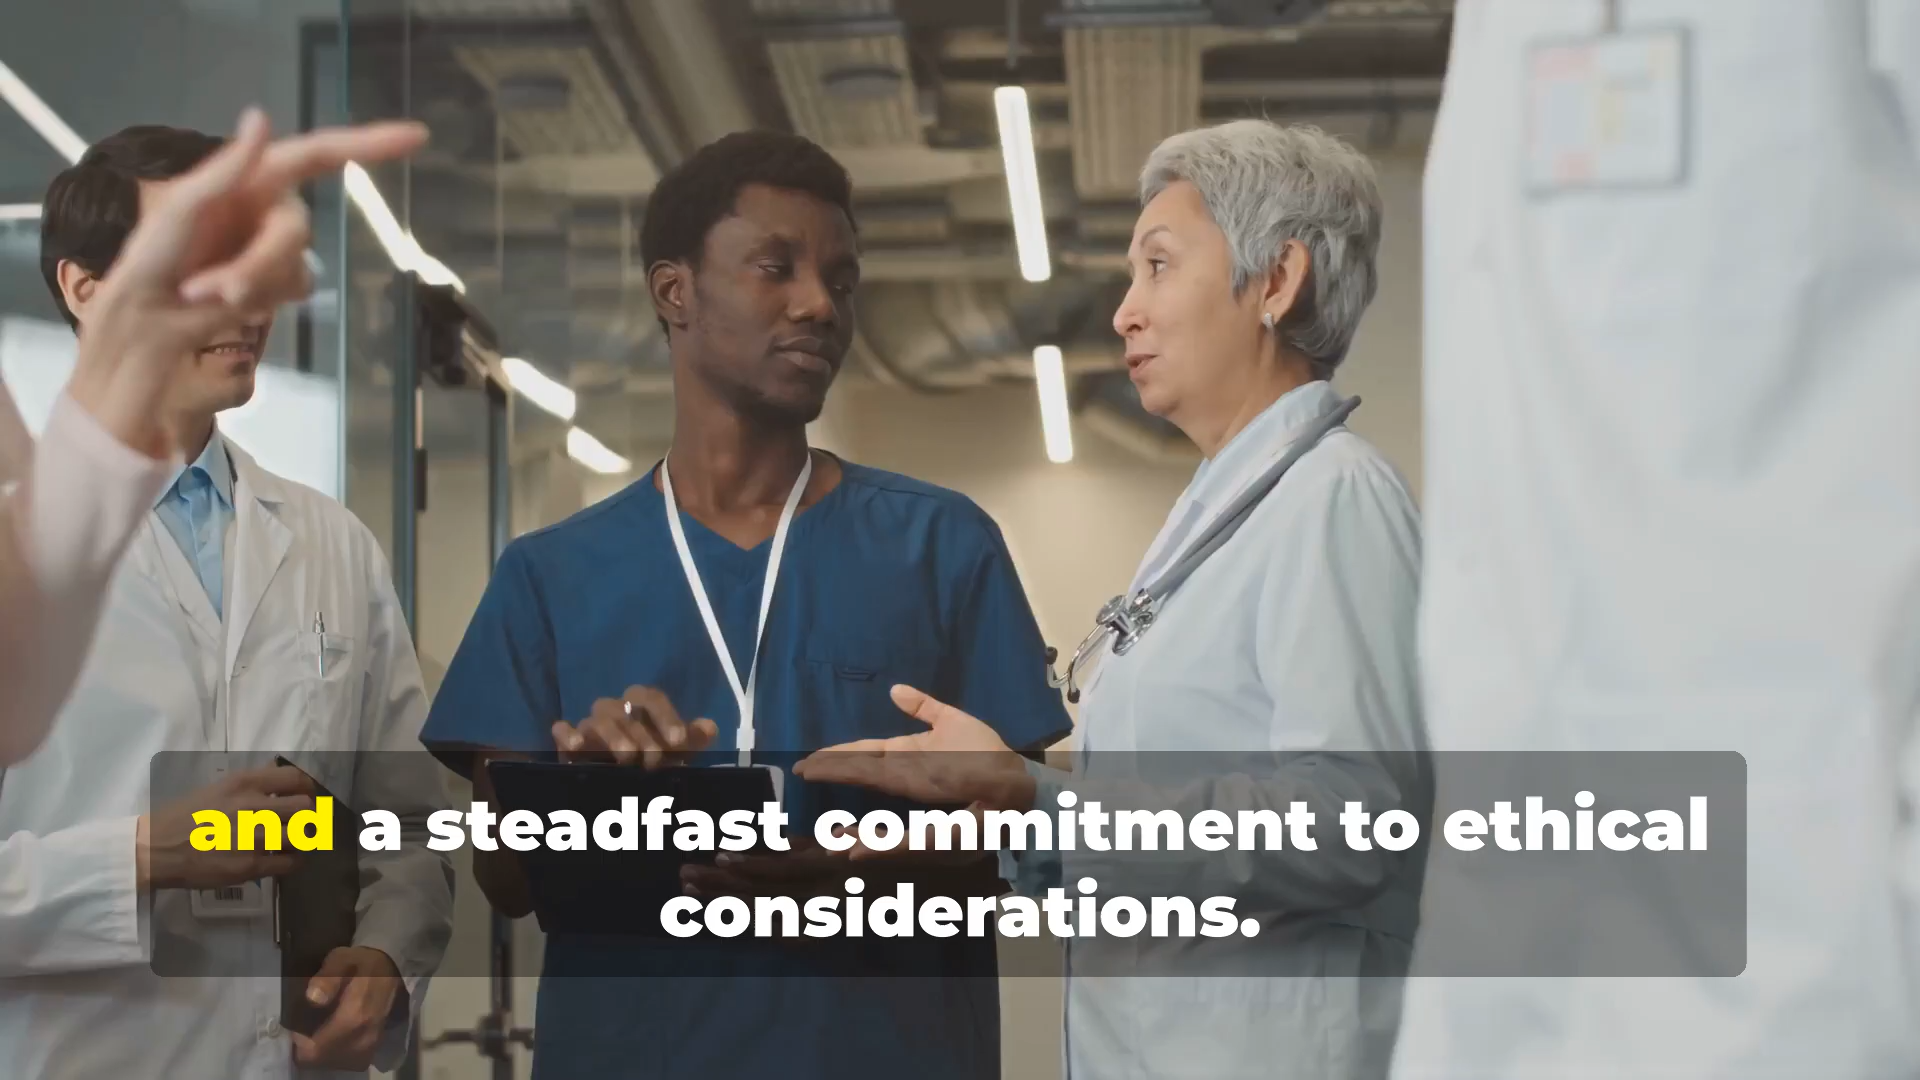 and a steadfast commitment to ethical
considerations.